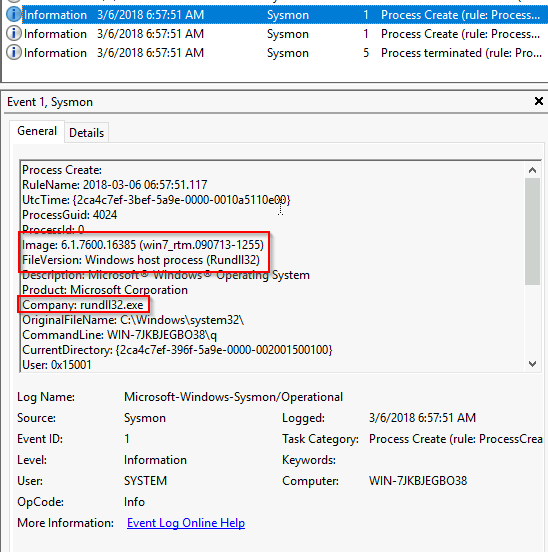 Information 3/6/2018 6:57:51 AM Sysmon 1 Process Create (rule: Process...
Information 3/6/2018 6:57:51 AM Sysmon 1 Process Create (rule: Process...
Information 3/6/2018 6:57:51 AM Sysmon 5 Process terminated (rule: Pro...
Event 1, Sysmon
General Details
Process Create:
RuleName: 2018-03-06 06:57:51.117
UtcTime: {2ca4c7ef-3bef-5a9e-0000-0010a5110e00}
ProcessGuid: 4024
ProcessId: 0
Image: 6.1.7600.16385 (win7_rtm.090713-1255)
FileVersion: Windows host process (Rundll32)
Description: Microsoft® Windows® Operating System
Product: Microsoft Corporation
Company: rundll32.exe
OriginalFileName: C:\Windows\system32\
CommandLine: WIN-7JKBJEGBO38\q
CurrentDirectory: {2ca4c7ef-396f-5a9e-0000-002001500100}
User: 0x15001
Log Name: Microsoft-Windows-Sysmon/Operational
Source: Sysmon Logged: 3/6/2018 6:57:51 AM
Event ID: 1 Task Category: Process Create (rule: ProcessCrea
Level: Information Keywords:
User: SYSTEM Computer: WIN-7JKBJEGBO38
OpCode: Info
More Information: Event Log Online Help